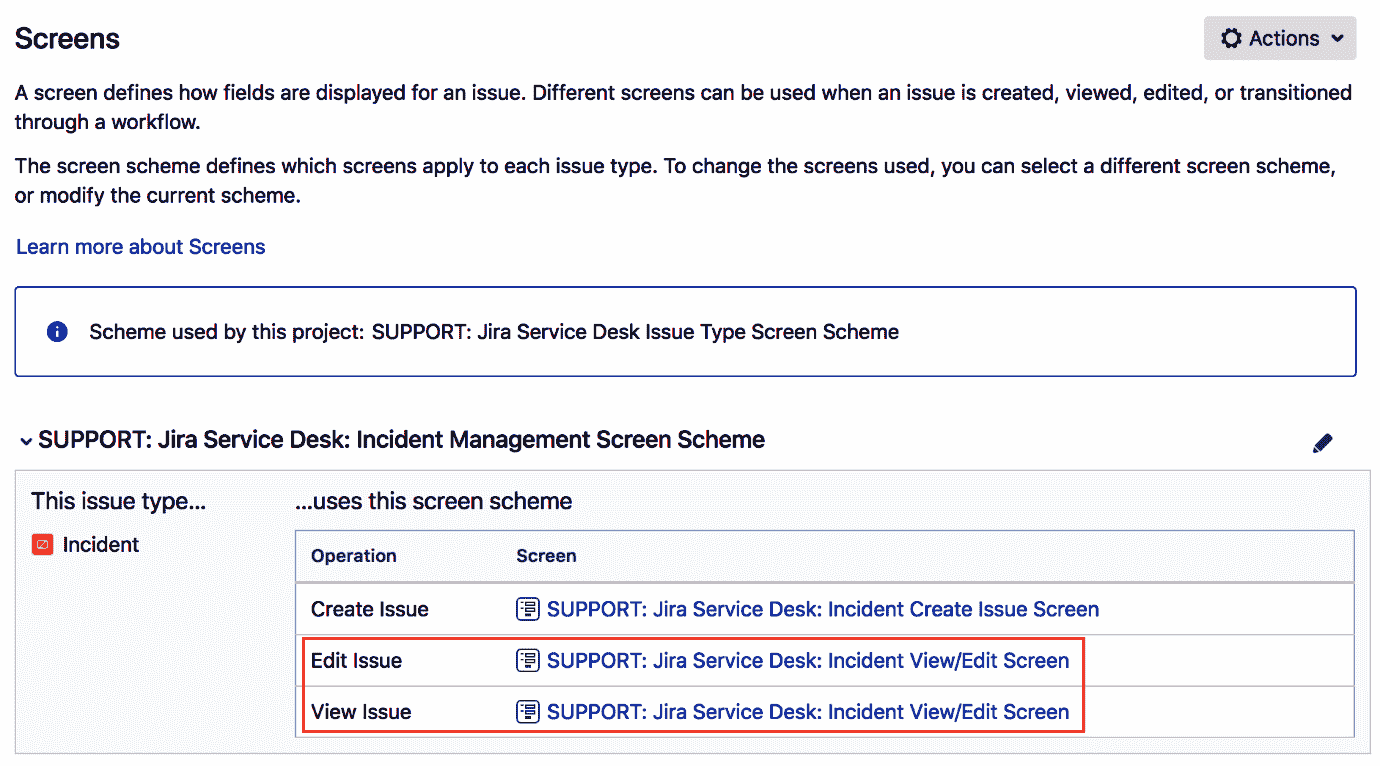 Screens
Actions
A screen defines how fields are displayed for an issue. Different screens can be used when an issue is created, viewed, edited, or transitioned
through a workflow.
The screen scheme defines which screens apply to each issue type. To change the screens used, you can select a different screen scheme,
or modify the current scheme.
Learn more about Screens
Scheme used by this project: SUPPORT: Jira Service Desk Issue Type Screen Scheme
SUPPORT: Jira Service Desk: Incident Management Screen Scheme
This issue type... ...uses this screen scheme
Incident
Operation Screen
Create Issue SUPPORT: Jira Service Desk: Incident Create Issue Screen
Edit Issue SUPPORT: Jira Service Desk: Incident View/Edit Screen
View Issue SUPPORT: Jira Service Desk: Incident View/Edit Screen